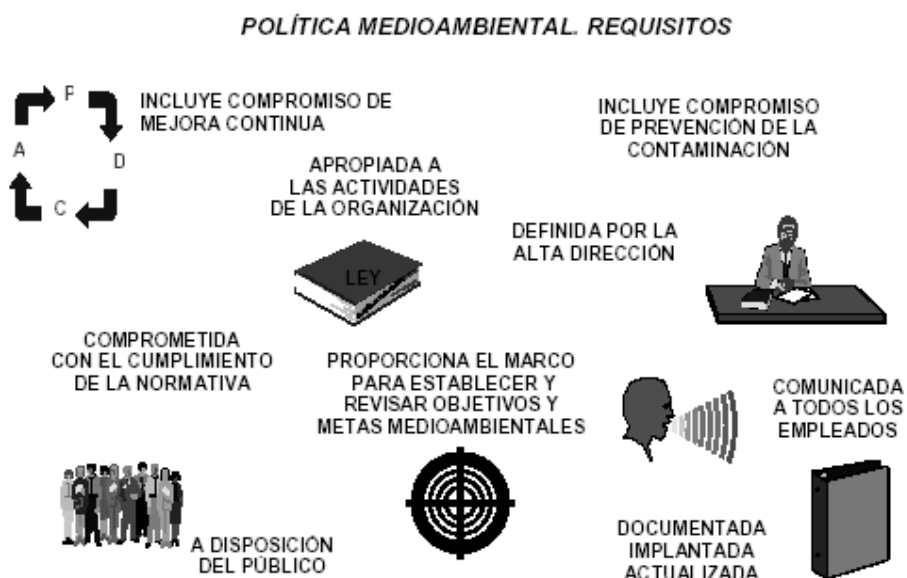 POLÍTICA MEDIOAMBIENTAL. REQUISITOS
P
A
D
C
INCLUYE COMPROMISO DE
MEJORA CONTINUA
INCLUYE COMPROMISO
DE PREVENCIÓN DE LA
CONTAMINACIÓN
APROPIADA A
LAS ACTIVIDADES
DE LA ORGANIZACIÓN
DEFINIDA POR LA
ALTA DIRECCIÓN
LEY
COMPROMETIDA
CON EL CUMPLIMIENTO
DE LA NORMATIVA
PROPORCIONA EL MARCO
PARA ESTABLECER Y
REVISAR OBJETIVOS Y
METAS MEDIOAMBIENTALES
COMUNICADA
A TODOS LOS
EMPLEADOS
A DISPOSICIÓN
DEL PÚBLICO
DOCUMENTADA
IMPLANTADA
ACTUALIZADA